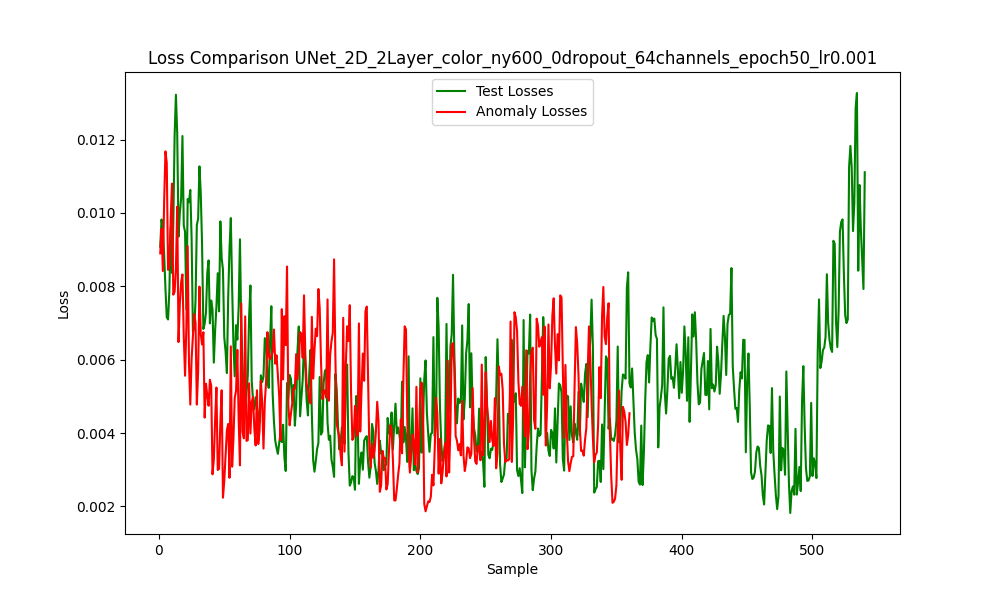 Loss Comparison UNet_2D_2Layer_color_ny600_0dropout_64channels_epoch50_lr0.001
Test Losses
Anomaly Losses
0.012
0.010
0.008
0.006
0.004
0.002
Loss
0 100 200 300 400 500
Sample